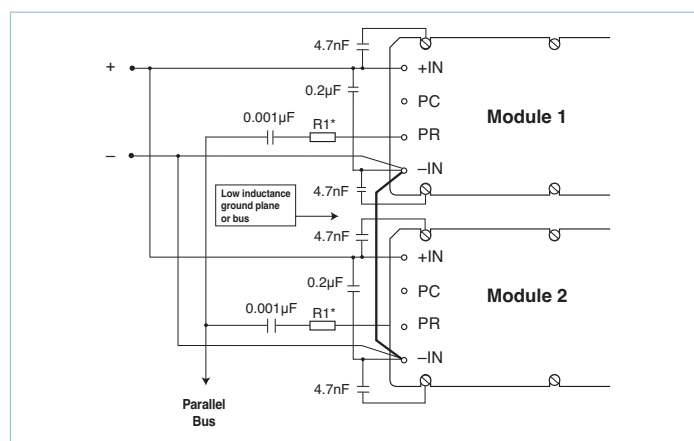 4.7nF
+
+IN
0.2µF
PC
Module 1
0.001µF
R1*
PR
–
–IN
4.7nF
Low inductance
ground plane
or bus
4.7nF
+IN
0.2µF
PC
Module 2
0.001µF
R1*
PR
–IN
4.7nF
Parallel
Bus